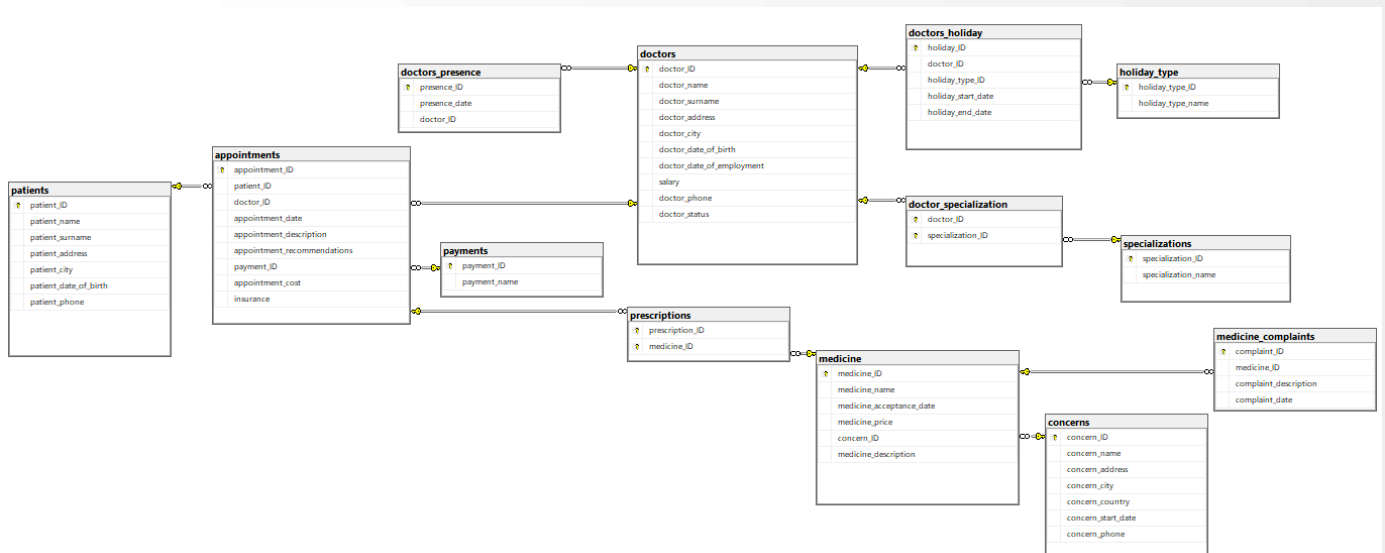 doctors_holiday
holiday_ID
doctor_ID
holiday_type_ID
holiday_start_date
holiday_end_date
doctors
doctor_ID
doctor_name
doctor_surname
doctor_address
doctor_city
doctor_date_of_birth
doctor_date_of_employment
salary
doctor_phone
doctor_status
doctors_presence
presence_ID
presence_date
doctor_ID
holiday_type
holiday_type_ID
holiday_type_name
appointments
appointment_ID
patient_ID
doctor_ID
appointment_date
appointment_description
appointment_recommendations
payment_ID
appointment_cost
insurance
patients
patient_ID
patient_name
patient_surname
patient_address
patient_city
patient_date_of_birth
patient_phone
doctor_specialization
doctor_ID
specialization_ID
specializations
specialization_ID
specialization_name
payments
payment_ID
payment_name
prescriptions
prescription_ID
medicine_ID
medicine_complaints
complaint_ID
medicine_ID
complaint_description
complaint_date
medicine
medicine_ID
medicine_name
medicine_acceptance_date
medicine_price
concern_ID
medicine_description
concerns
concern_ID
concern_name
concern_address
concern_city
concern_country
concern_start_date
concern_phone